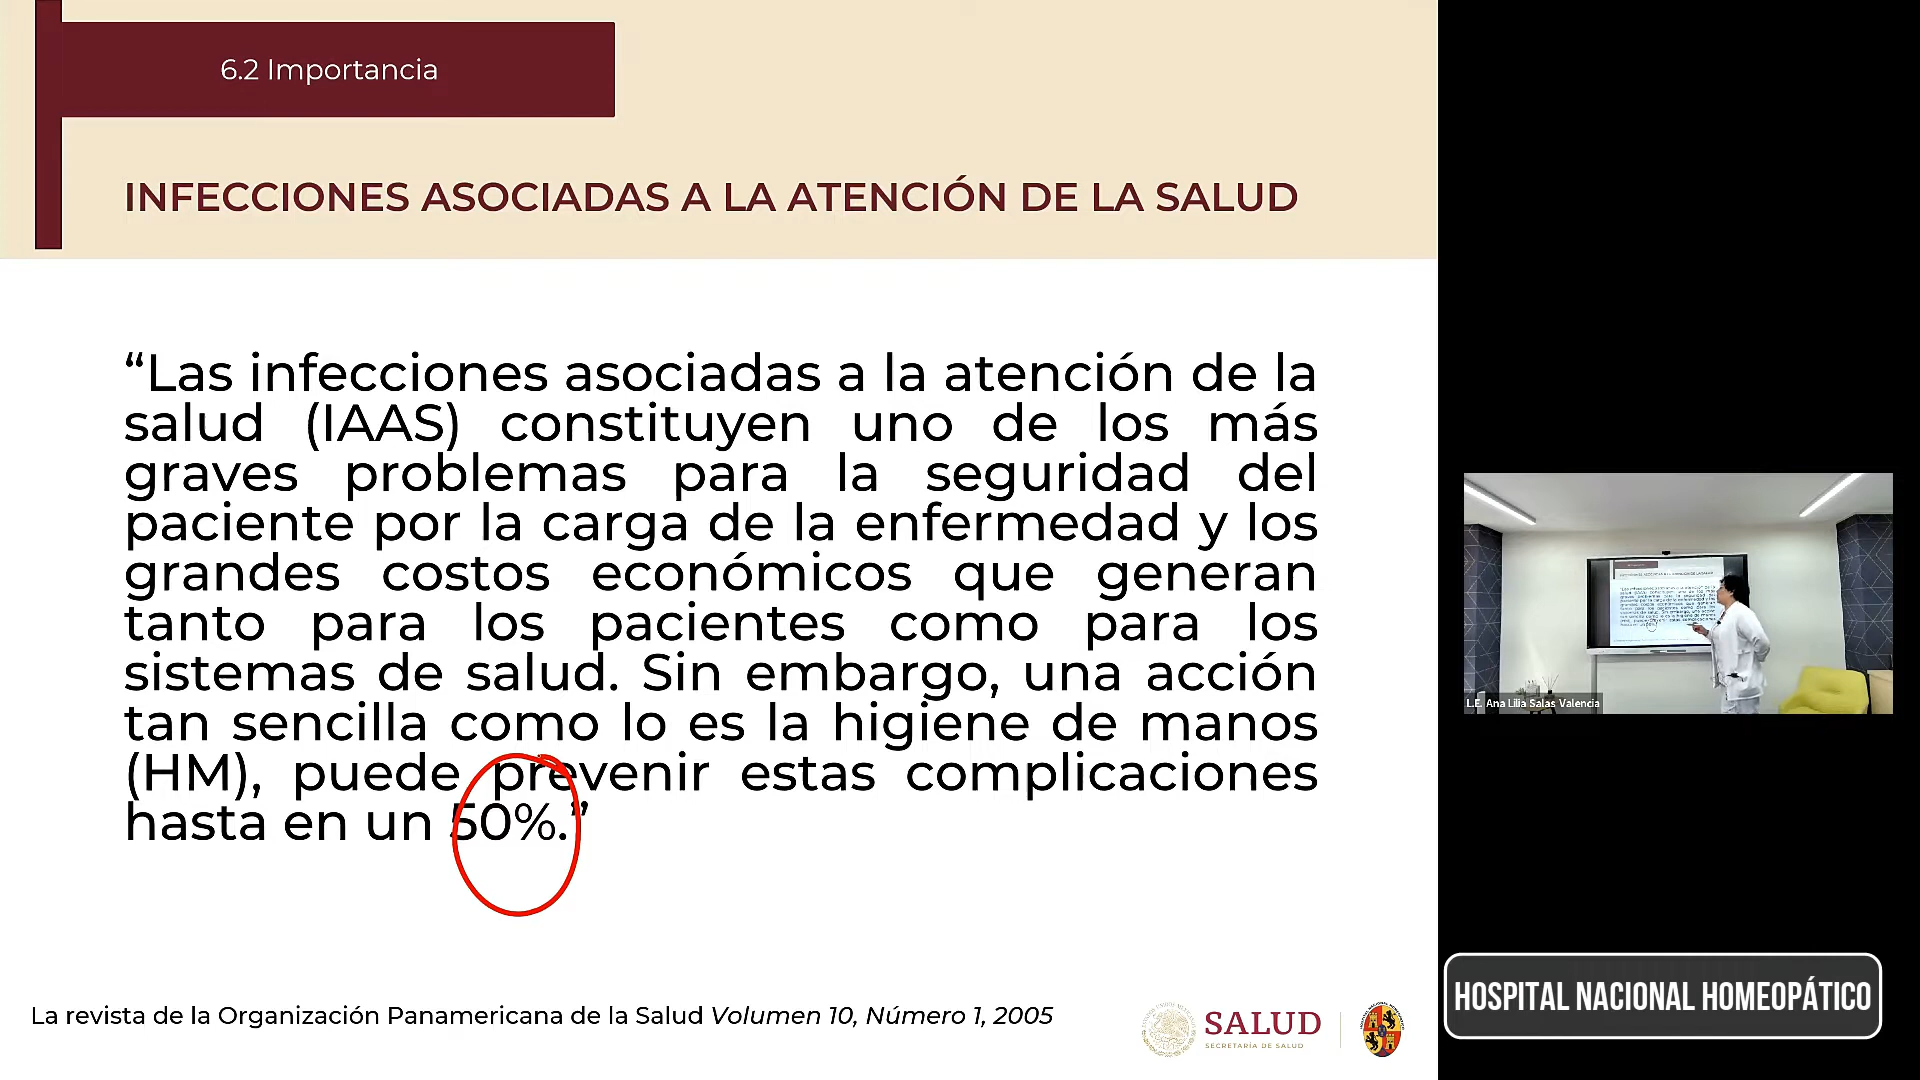 6.2 Importancia
INFECCIONES ASOCIADAS A LA ATENCIÓN DE LA SALUD
“Las infecciones asociadas a la atención de la
salud (IAAS) constituyen uno de los más
graves problemas para la seguridad del
paciente por la carga de la enfermedad y los
grandes costos económicos que generan
tanto para los pacientes como para los
sistemas de salud. Sin embargo, una acción
tan sencilla como lo es la higiene de manos
(HM), puede prevenir estas complicaciones
hasta en un 50%.”
La revista de la Organización Panamericana de la Salud Volumen 10, Número 1, 2005
SALUD
SECRETARÍA DE SALUD
L.E. Ana Lilia Salas Valencia
HOSPITAL NACIONAL HOMEOPÁTICO